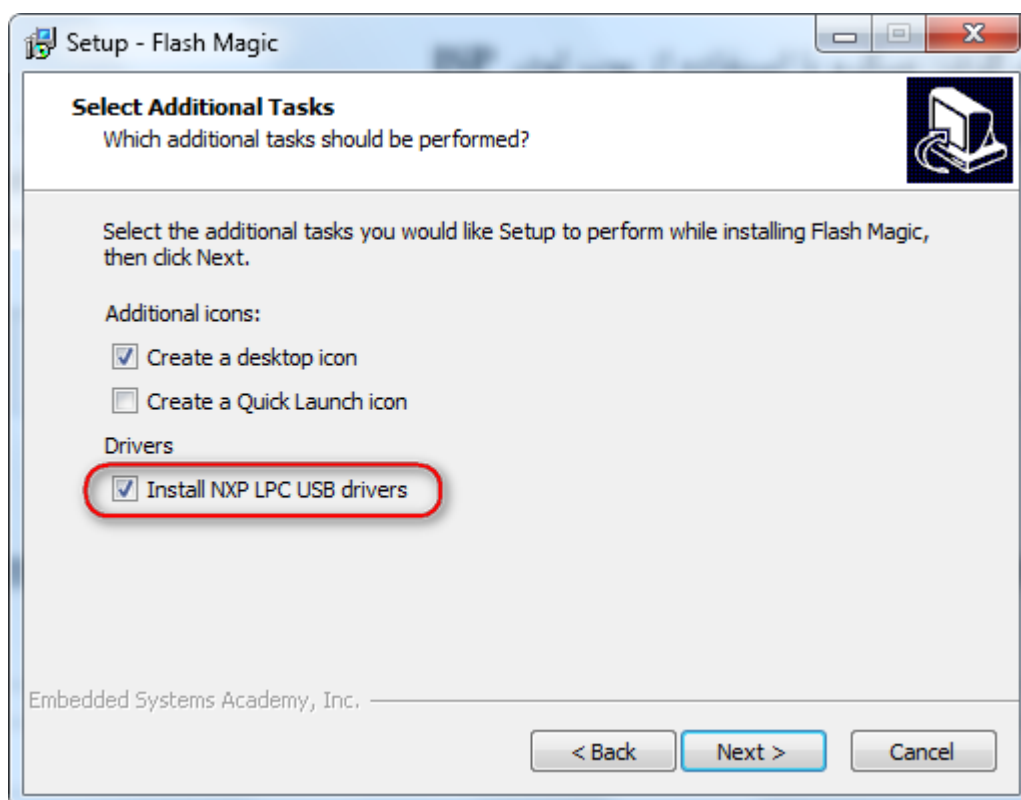 Setup - Flash Magic
Select Additional Tasks
Which additional tasks should be performed?
Select the additional tasks you would like Setup to perform while installing Flash Magic,
then click Next.
Additional icons:
Create a desktop icon
Create a Quick Launch icon
Drivers
Install NXP LPC USB drivers
Embedded Systems Academy, Inc.
< Back
Next >
Cancel